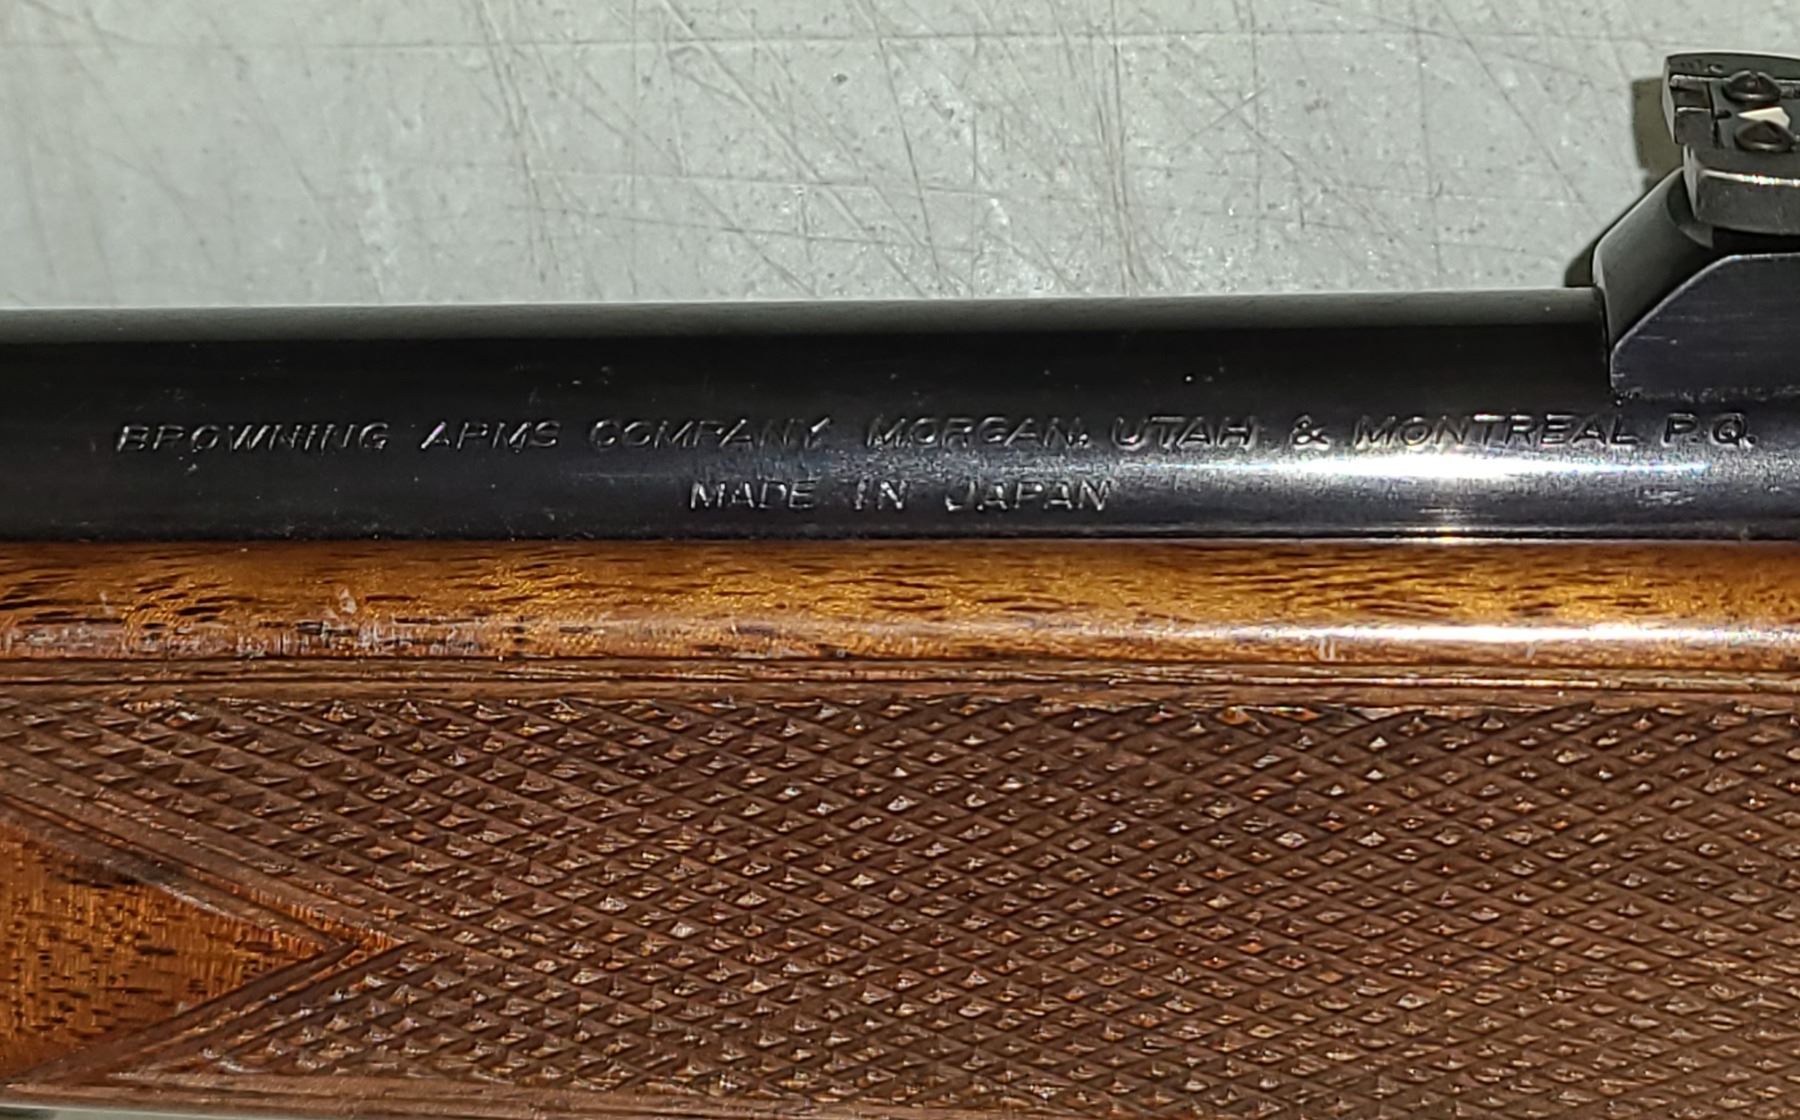 BROWNING ARMS COMPANY MORGAN, UTAH & MONTREAL P.Q.
MADE IN JAPAN